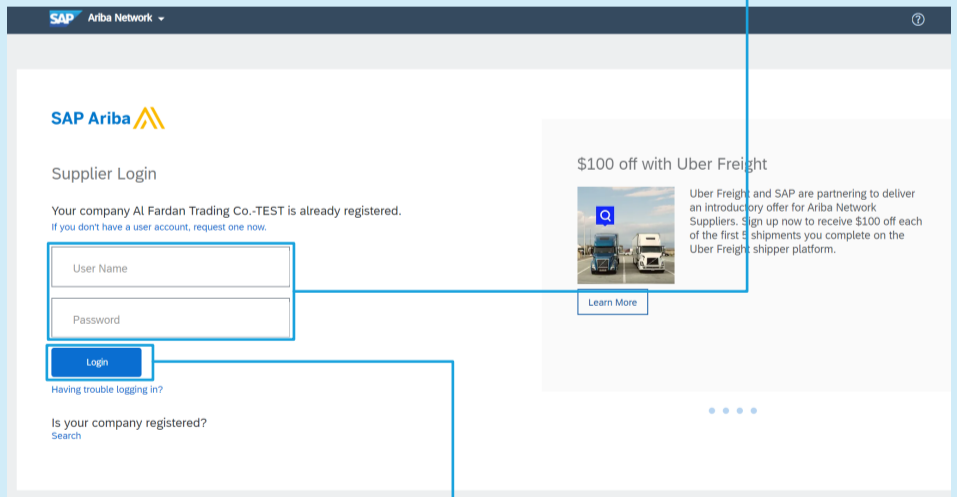 SAP Ariba Network
SAP Ariba
Supplier Login
Your company Al Fardan Trading Co.-TEST is already registered.
If you don't have a user account, request one now.
User Name
Password
Login
Having trouble logging in?
Is your company registered?
Search
$100 off with Uber Freight
Uber Freight and SAP are partnering to deliver
an introductory offer for Ariba Network
Suppliers. Sign up now to receive $100 off each
of the first 5 shipments you complete on the
Uber Freight shipper platform.
Learn More